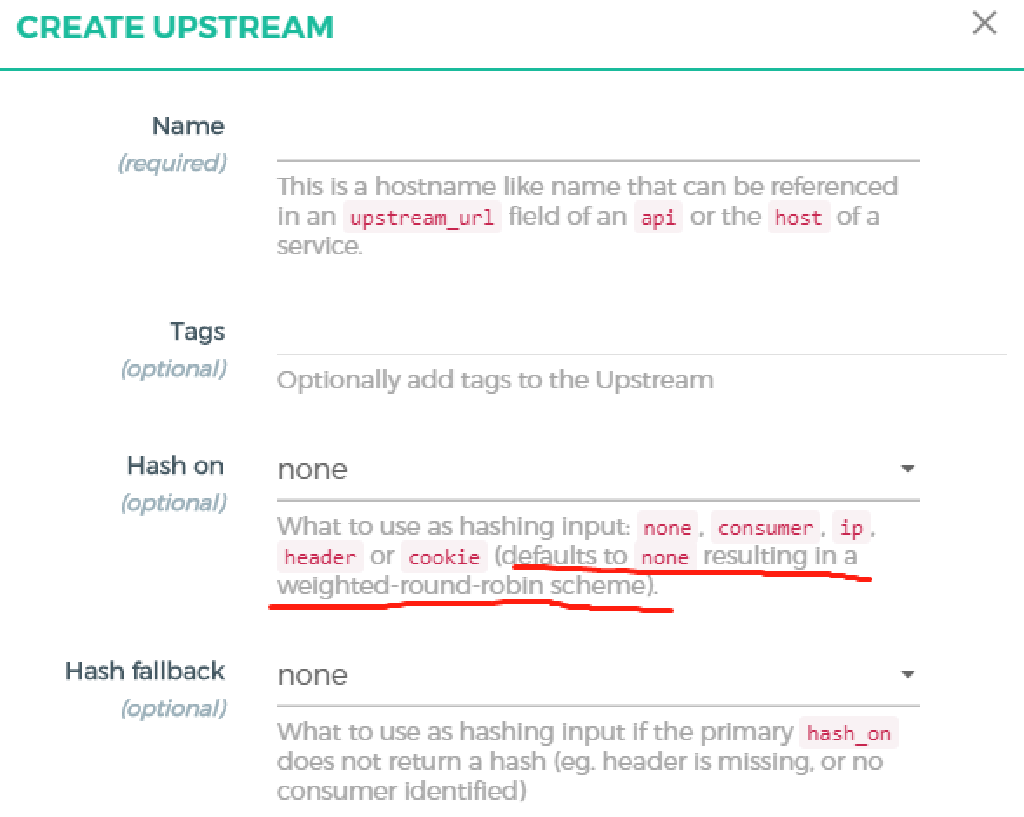 CREATE UPSTREAM
Name
(required)
This is a hostname like name that can be referenced
in an upstream_url field of an api or the host of a
service.
Tags
(optional)
Optionally add tags to the Upstream
Hash on
none
(optional)
What to use as hashing input: none, consumer, ip,
header or cookie (defaults to none resulting in a
weighted-round-robin scheme).
Hash fallback
none
(optional)
What to use as hashing input if the primary hash_on
does not return a hash (eg. header is missing, or no
consumer identified)